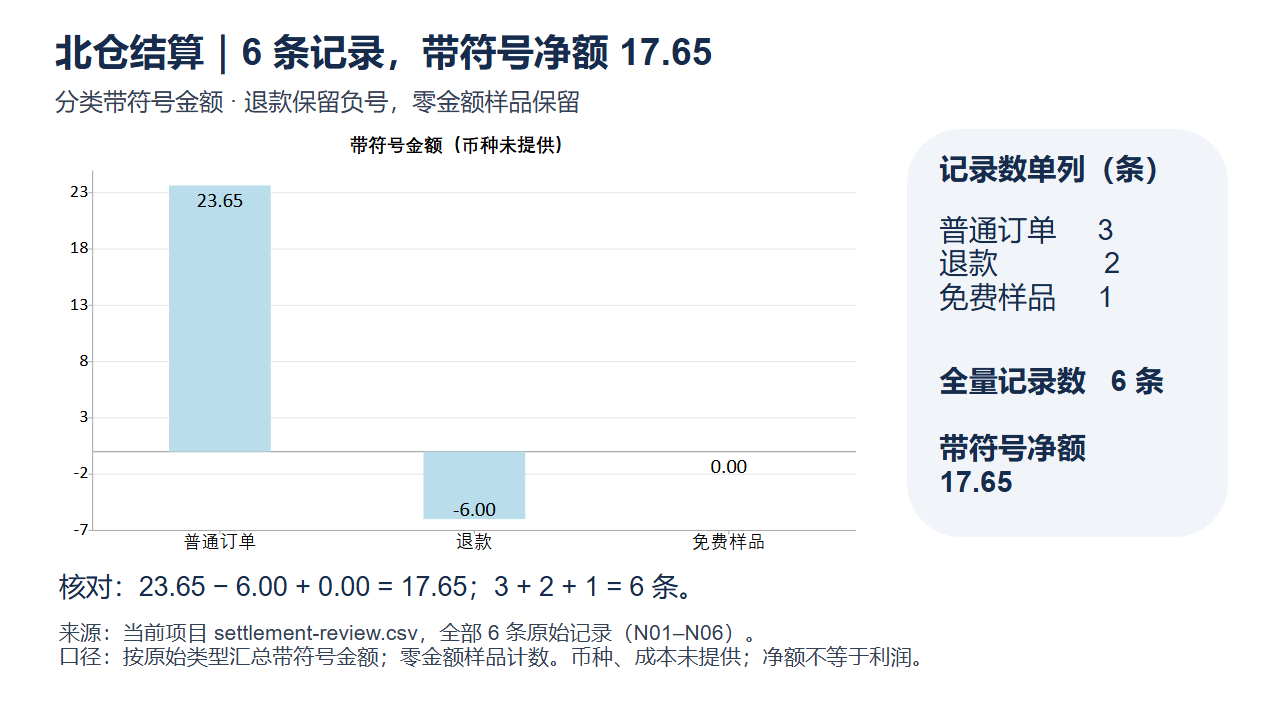 北仓结算｜6 条记录，带符号净额 17.65
分类带符号金额 · 退款保留负号，零金额样品保留
带符号金额（币种未提供）
23
18
13
8
3
-2
-7
23.65
-6.00
0.00
普通订单
退款
免费样品
记录数单列（条）
普通订单 3
退款 2
免费样品 1
全量记录数 6 条
带符号净额
17.65
核对：23.65 − 6.00 + 0.00 = 17.65；3 + 2 + 1 = 6 条。
来源：当前项目 settlement-review.csv，全部 6 条原始记录（N01–N06）。
口径：按原始类型汇总带符号金额；零金额样品计数。币种、成本未提供；净额不等于利润。